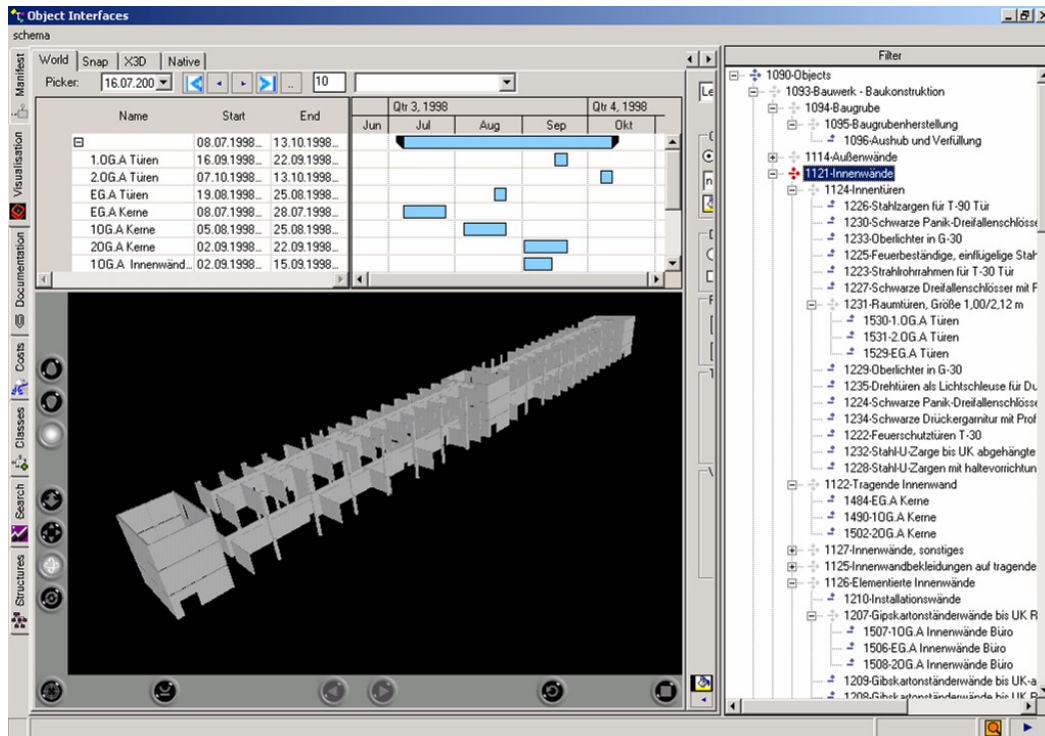 Object Interfaces
schema
World Snap X3D Native
Picker: 16.07.200 .. 10
Name Start End
Qtr 3, 1998 Qtr 4, 1998
Jun Jul Aug Sep Okt
08.07.1998... 13.10.1998...
1.OG.A Türen 16.09.1998... 22.09.1998...
2.OG.A Türen 07.10.1998... 13.10.1998...
EG.A Türen 19.08.1998... 25.08.1998...
EG.A Kerne 08.07.1998... 28.07.1998...
1OG.A Kerne 05.08.1998... 25.08.1998...
2OG.A Kerne 02.09.1998... 22.09.1998...
1OG.A Innenwänd... 02.09.1998... 15.09.1998...
Manifest
Visualisation
Documentation
Costs
Classes
Search
Structures
Le
Filter
1090-Objects
1093-Bauwerk - Baukonstruktion
1094-Baugrube
1095-Baugrubenherstellung
1096-Aushub und Verfüllung
1114-Außenwände
1121-Innenwände
1124-Innentüren
1226-Stahlzargen für T-90 Tür
1230-Schwarze Panik-Dreifallenschlösse
1233-Oberlichter in G-30
1225-Feuerbeständige, einflügelige Stah
1223-Strahlrohrrahmen für T-30 Tür
1227-Schwarze Dreifallenschlösser mit F
1231-Raumtüren, Größe 1,00/2,12 m
1530-1.OG.A Türen
1531-2.OG.A Türen
1529-EG.A Türen
1229-Oberlichter in G-30
1235-Drehtüren als Lichtschleuse für Du
1224-Schwarze Panik-Dreifallenschlösse
1234-Schwarze Drückergarnitur mit Prof
1222-Feuerschutztüren T-30
1232-Stahl-U-Zarge bis UK abgehängte
1228-Stahl-U-Zargen mit haltevorrichtun
1122-Tragende Innenwand
1484-EG.A Kerne
1490-1OG.A Kerne
1502-2OG.A Kerne
1127-Innenwände, sonstiges
1125-Innenwandbekleidungen auf tragende
1126-Elementierte Innenwände
1210-Installationswände
1207-Gipskartonständerwände bis UK R
1507-1OG.A Innenwände Büro
1506-EG.A Innenwände Büro
1508-2OG.A Innenwände Büro
1209-Gibskartonständerwände bis UK-a
1208-Gibskartonständerwände bis UK R